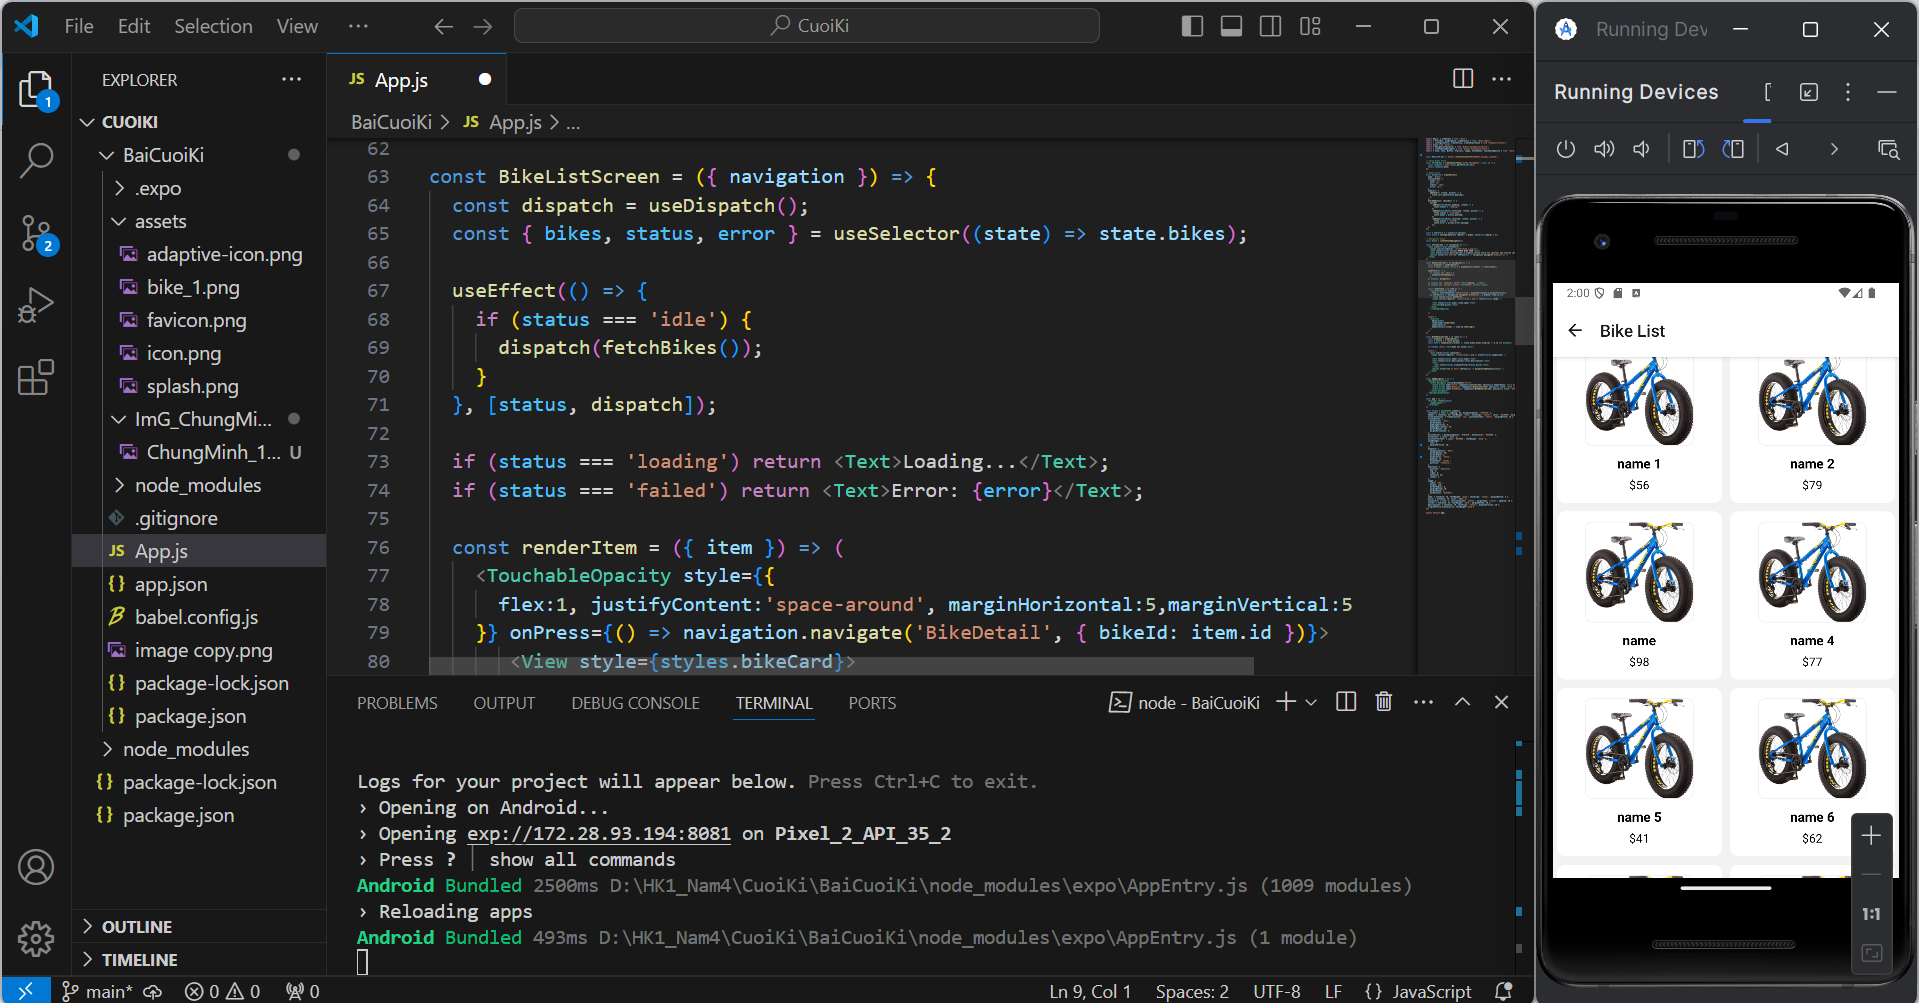 File Edit Selection View ··· CuoiKi
EXPLORER ···
CUOIKI
BaiCuoiKi
.expo
assets
adaptive-icon.png
bike_1.png
favicon.png
icon.png
splash.png
ImG_ChungMi...
ChungMinh_1... U
node_modules
.gitignore
JS App.js
{} app.json
babel.config.js
image copy.png
{} package-lock.json
{} package.json
node_modules
{} package-lock.json
{} package.json
OUTLINE
TIMELINE
1
2
JS App.js
BaiCuoiKi > JS App.js > ...
62
63 const BikeListScreen = ({ navigation }) => {
64 const dispatch = useDispatch();
65 const { bikes, status, error } = useSelector((state) => state.bikes);
66
67 useEffect(() => {
68 if (status === 'idle') {
69 dispatch(fetchBikes());
70 }
71 }, [status, dispatch]);
72
73 if (status === 'loading') return <Text>Loading...</Text>;
74 if (status === 'failed') return <Text>Error: {error}</Text>;
75
76 const renderItem = ({ item }) => (
77 <TouchableOpacity style={{
78 flex:1, justifyContent:'space-around', marginHorizontal:5,marginVertical:5
79 }} onPress={() => navigation.navigate('BikeDetail', { bikeId: item.id })}>
80 <View style={styles.bikeCard}>
PROBLEMS OUTPUT DEBUG CONSOLE TERMINAL PORTS node - BaiCuoiKi
Logs for your project will appear below. Press Ctrl+C to exit.
› Opening on Android...
› Opening exp://172.28.93.194:8081 on Pixel_2_API_35_2
› Press ? │ show all commands
Android Bundled 2500ms D:\HK1_Nam4\CuoiKi\BaiCuoiKi\node_modules\expo\AppEntry.js (1009 modules)
› Reloading apps
Android Bundled 493ms D:\HK1_Nam4\CuoiKi\BaiCuoiKi\node_modules\expo\AppEntry.js (1 module)
main* 0 0 0 Ln 9, Col 1 Spaces: 2 UTF-8 LF {} JavaScript
Running Dev
Running Devices
2:00
Bike List
name 1 name 2
$56 $79
name name 4
$98 $77
name 5 name 6
$41 $62
1:1